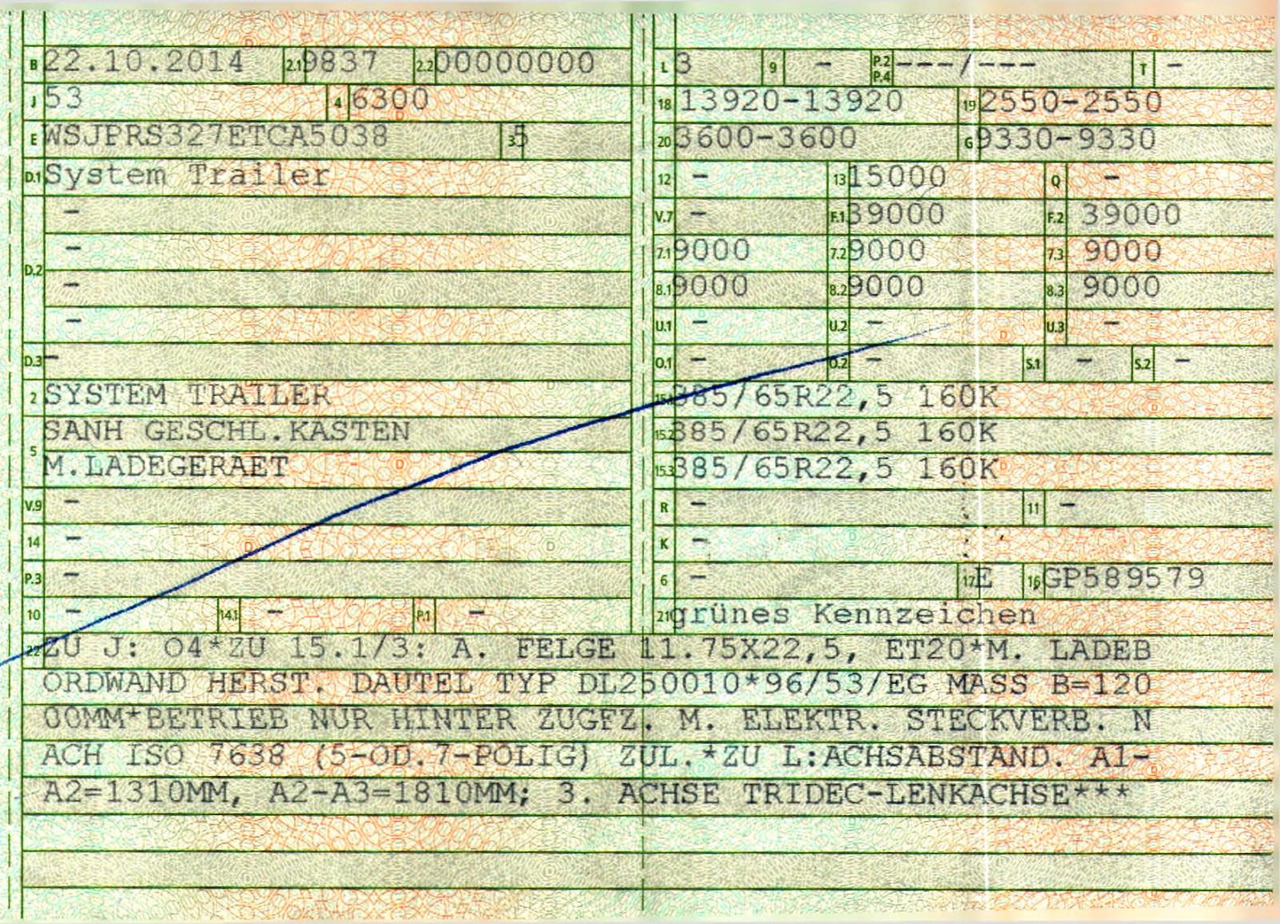 B 22.10.2014 2.1 9837 2.2 00000000
J 53 4 6300
E WSJPRS327ETCA5038 3 5
D.1 System Trailer
-
-
D.2 -
-
D.3 -
2 SYSTEM TRAILER
SANH GESCHL.KASTEN
5 M.LADEGERAET
V.9 -
14 -
P.3 -
10 - 14.1 - P.1 -
L 3 9 - P.2 P.4 ---/--- T -
18 13920-13920 19 2550-2550
20 3600-3600 G 9330-9330
12 - 13 15000 Q -
V.7 - F.1 39000 F.2 39000
7.1 9000 7.2 9000 7.3 9000
8.1 9000 8.2 9000 8.3 9000
U.1 - U.2 - U.3 -
O.1 - O.2 - S.1 - S.2 -
15.1 385/65R22,5 160K
15.2 385/65R22,5 160K
15.3 385/65R22,5 160K
R - 11 -
K -
6 - 17 E 16 GP589579
21 grünes Kennzeichen
22 ZU J: O4*ZU 15.1/3: A. FELGE 11.75X22,5, ET20*M. LADEB
ORDWAND HERST. DAUTEL TYP DL250010*96/53/EG MASS B=120
00MM*BETRIEB NUR HINTER ZUGFZ. M. ELEKTR. STECKVERB. N
ACH ISO 7638 (5-OD.7-POLIG) ZUL.*ZU L:ACHSABSTAND. A1-
A2=1310MM, A2-A3=1810MM; 3. ACHSE TRIDEC-LENKACHSE***